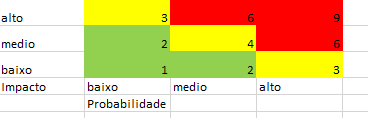 alto 3 6 9
medio 2 4 6
baixo 1 2 3
Impacto baixo medio alto
Probabilidade